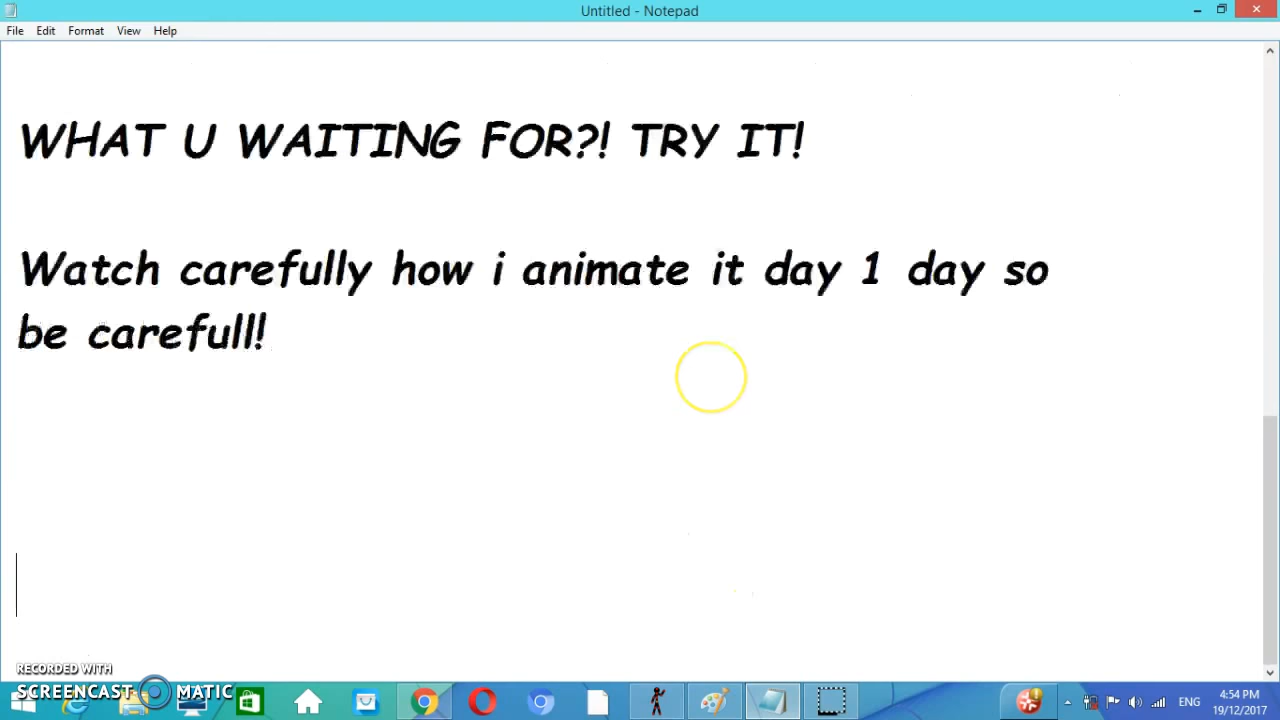 Untitled - Notepad
File Edit Format View Help
WHAT U WAITING FOR?! TRY IT!
Watch carefully how i animate it day 1 day so
be carefull!
RECORDED WITH
SCREENCAST MATIC
ENG
4:54 PM
19/12/2017